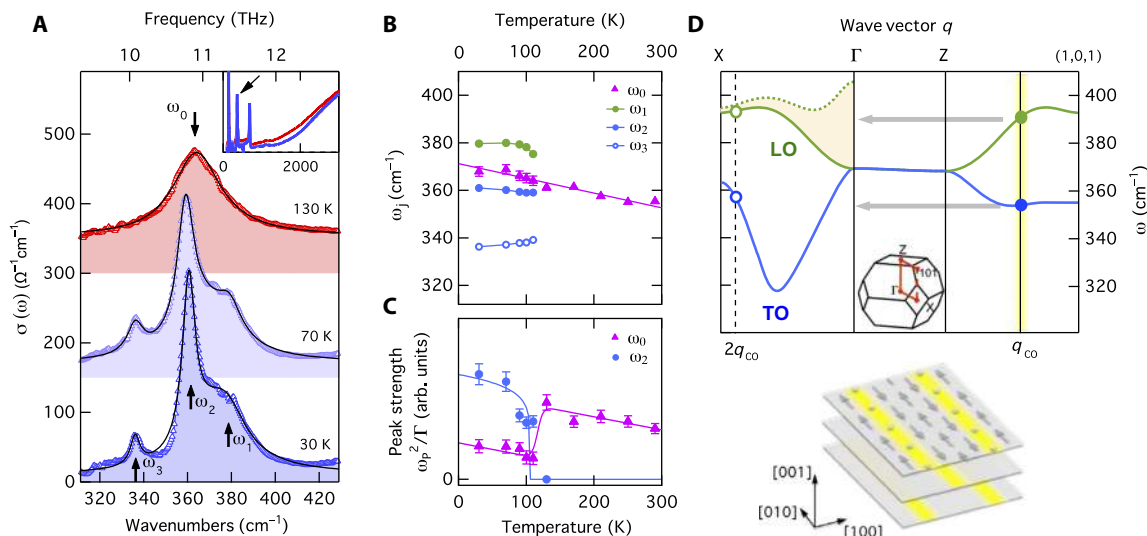 A
Frequency (THz)
10 11 12
σ (ω) (Ω⁻¹cm⁻¹)
500
400
300
200
100
0
ω₀
0 2000
130 K
70 K
30 K
ω₂
ω₁
ω₃
320 340 360 380 400 420
Wavenumbers (cm⁻¹)
B
Temperature (K)
0 100 200 300
ωⱼ (cm⁻¹)
400
380
360
340
320
ω₀
ω₁
ω₂
ω₃
C
Peak strength
ωₚ²/Γ (arb. units)
0
ω₀
ω₂
0 100 200 300
Temperature (K)
D
Wave vector q
X Γ Z (1,0,1)
LO
TO
400
380
360
340
320
ω (cm⁻¹)
Z
101
Γ
X
2q_CO
q_CO
[001]
[010]
[100]